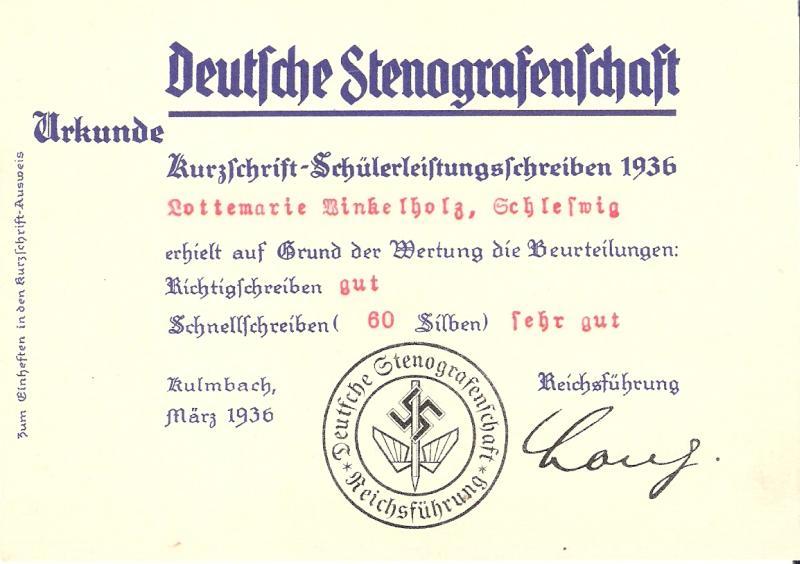 Deutſche Stenografenſchaft
Urkunde
Kurzſchrift-Schülerleiſtungsſchreiben 1936
Lottemarie Winkelholz, Schleſwig
erhielt auf Grund der Wertung die Beurteilungen:
Richtigſchreiben gut
Schnellſchreiben ( 60 Silben) ſehr gut
Kulmbach,
März 1936
Reichsführung
Deutſche Stenografenſchaft
* Reichsführung *
zum Einheften in den Kurzſchrift-Ausweis